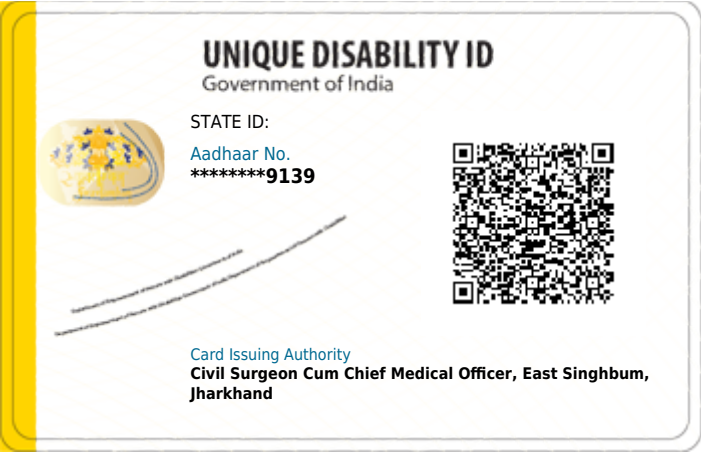 UNIQUE DISABILITY ID
Government of India
STATE ID:
Aadhaar No.
********9139
Card Issuing Authority
Civil Surgeon Cum Chief Medical Officer, East Singhbum,
Jharkhand